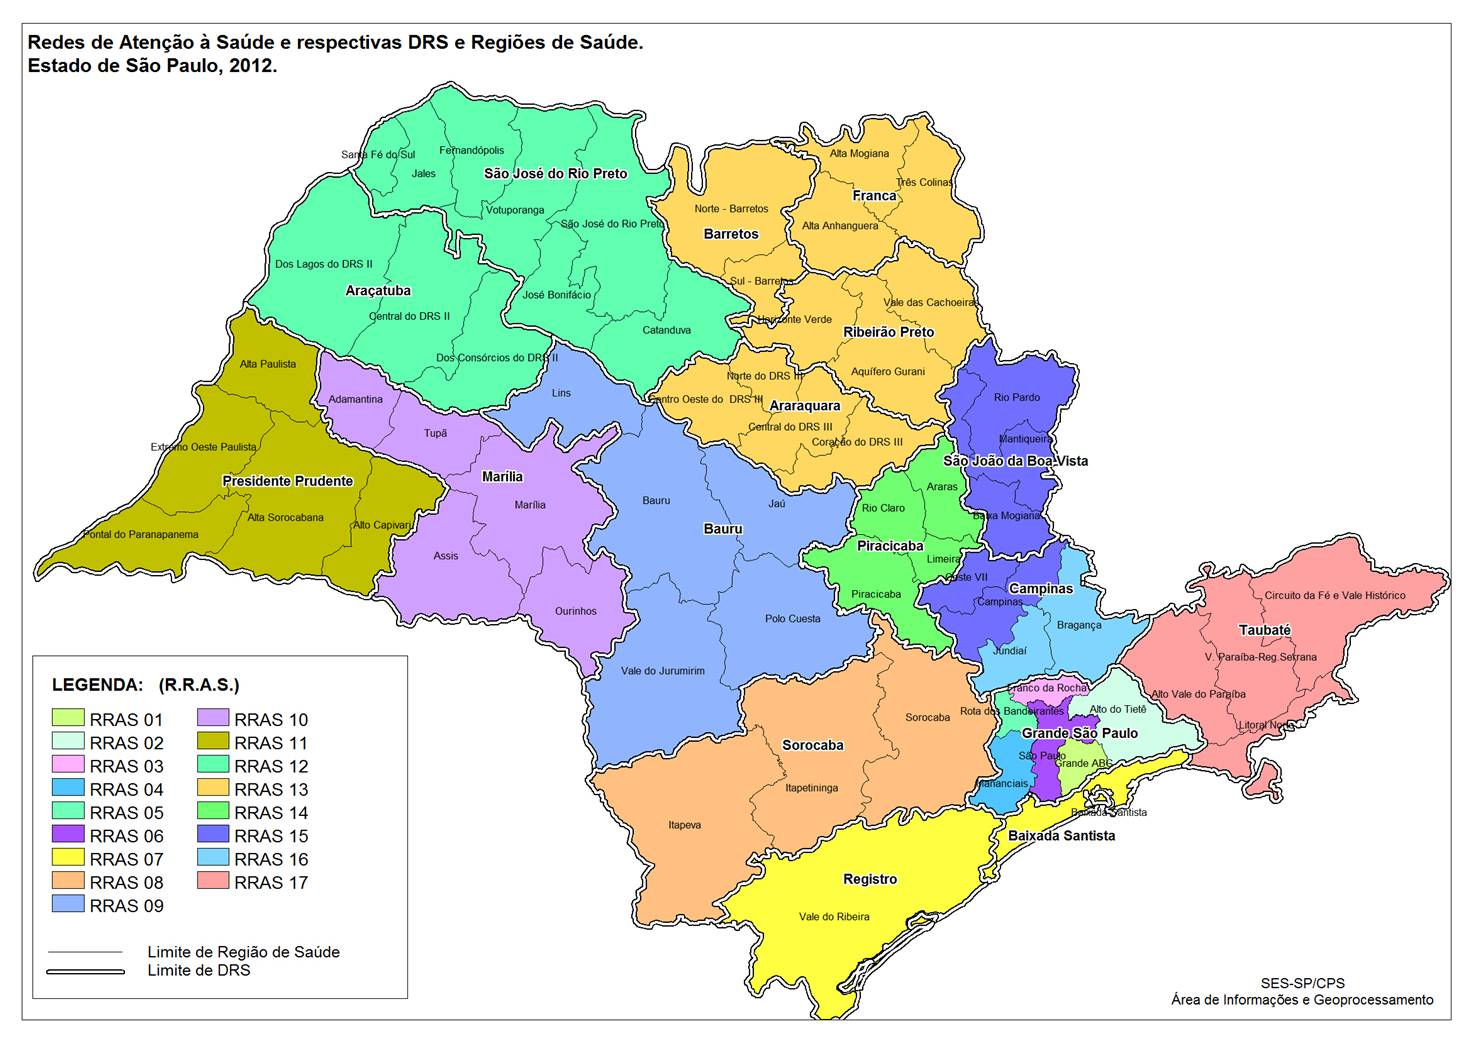 Redes de Atenção à Saúde e respectivas DRS e Regiões de Saúde.
Estado de São Paulo, 2012.
Santa Fé do Sul
Fernandópolis
Jales
São José do Rio Preto
Votuporanga
São José do Rio Preto
José Bonifácio
Catanduva
Dos Lagos do DRS II
Araçatuba
Central do DRS II
Dos Consórcios do DRS II
Norte - Barretos
Barretos
Sul - Barretos
Alta Mogiana
Três Colinas
Franca
Alta Anhanguera
Vale das Cachoeiras
Horizonte Verde
Ribeirão Preto
Aquífero Gurani
Norte do DRS III
Centro Oeste do DRS III
Araraquara
Central do DRS III
Coração do DRS III
Alta Paulista
Extremo Oeste Paulista
Presidente Prudente
Alta Sorocabana
Alto Capivari
Pontal do Paranapanema
Adamantina
Tupã
Marília
Marília
Assis
Ourinhos
Lins
Bauru
Jaú
Bauru
Polo Cuesta
Vale do Jurumirim
Rio Pardo
Mantiqueira
São João da Boa Vista
Baixa Mogiana
Araras
Rio Claro
Piracicaba
Limeira
Piracicaba
Oeste VII
Campinas
Campinas
Bragança
Jundiaí
Circuito da Fé e Vale Histórico
Taubaté
V. Paraíba-Reg.Serrana
Alto Vale do Paraíba
Litoral Norte
Franco da Rocha
Rota dos Bandeirantes
Alto do Tietê
Grande São Paulo
São Paulo
Grande ABC
Mananciais
Sorocaba
Sorocaba
Itapetininga
Itapeva
Baixada Santista
Baixada Santista
Registro
Vale do Ribeira
LEGENDA: (R.R.A.S.)
RRAS 01
RRAS 02
RRAS 03
RRAS 04
RRAS 05
RRAS 06
RRAS 07
RRAS 08
RRAS 09
RRAS 10
RRAS 11
RRAS 12
RRAS 13
RRAS 14
RRAS 15
RRAS 16
RRAS 17
Limite de Região de Saúde
Limite de DRS
SES-SP/CPS
Área de Informações e Geoprocessamento